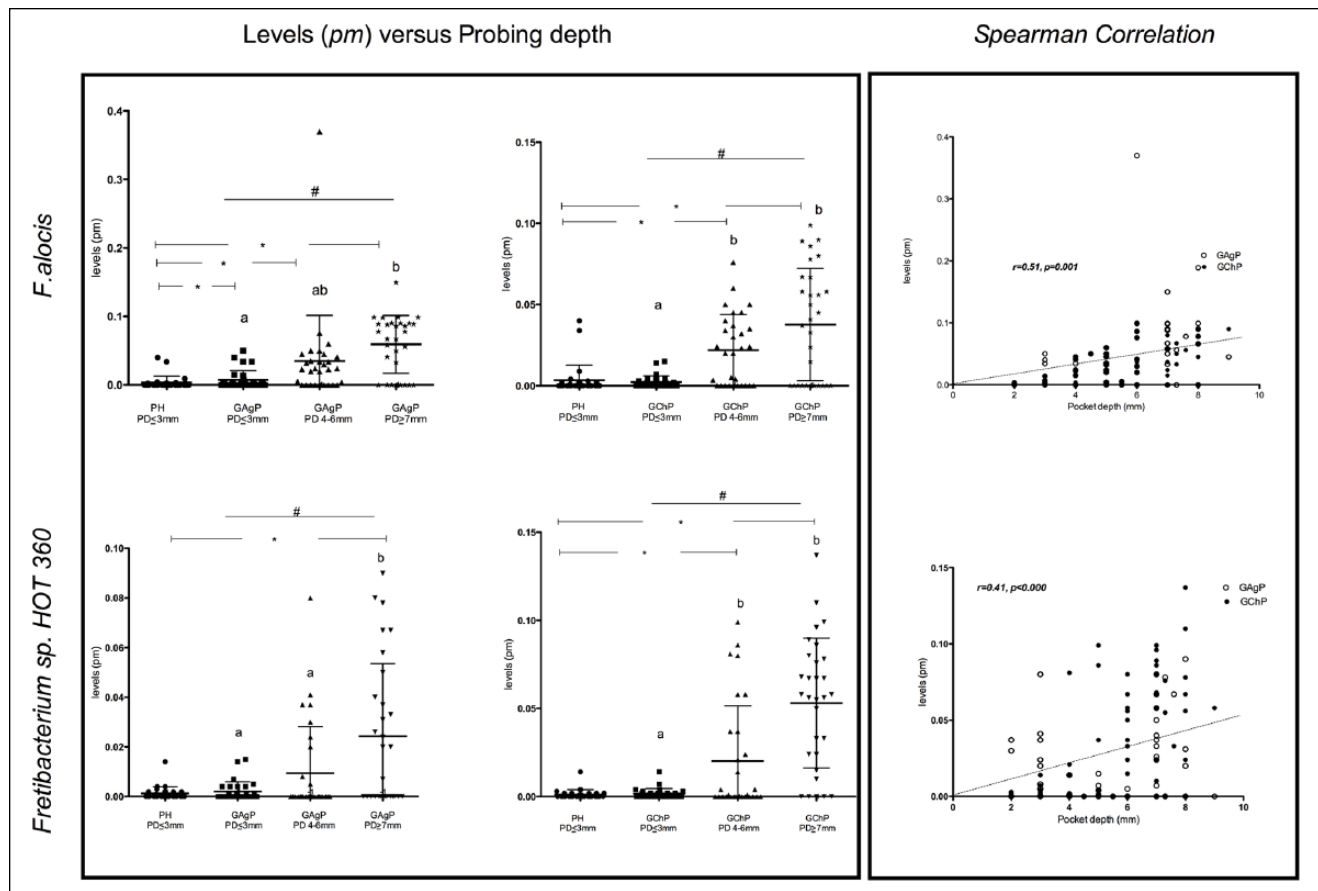 Levels (pm) versus Probing depth
Spearman Correlation
F.alocis
levels (pm)
0.4
0.3
0.2
0.1
0.0
#
*
*
*
a
ab
b
PH
PD≤3mm
GAgP
PD≤3mm
GAgP
PD 4-6mm
GAgP
PD≥7mm
levels (pm)
0.15
0.10
0.05
0.00
#
*
*
a
b
b
PH
PD≤3mm
GChP
PD≤3mm
GChP
PD 4-6mm
GChP
PD≥7mm
levels (pm)
0.4
0.3
0.2
0.1
0.0
r=0.51, p=0.001
GAgP
GChP
0 2 4 6 8 10
Pocket depth (mm)
Fretibacterium sp. HOT 360
levels (pm)
0.10
0.08
0.06
0.04
0.02
0.00
#
*
a
a
b
PH
PD≤3mm
GAgP
PD≤3mm
GAgP
PD 4-6mm
GAgP
PD≥7mm
levels (pm)
0.15
0.10
0.05
0.00
#
*
*
a
b
b
PH
PD≤3mm
GChP
PD≤3mm
GChP
PD 4-6mm
GChP
PD≥7mm
levels (pm)
0.15
0.10
0.05
0.00
r=0.41, p<0.000
GAgP
GChP
0 2 4 6 8 10
Pocket depth (mm)